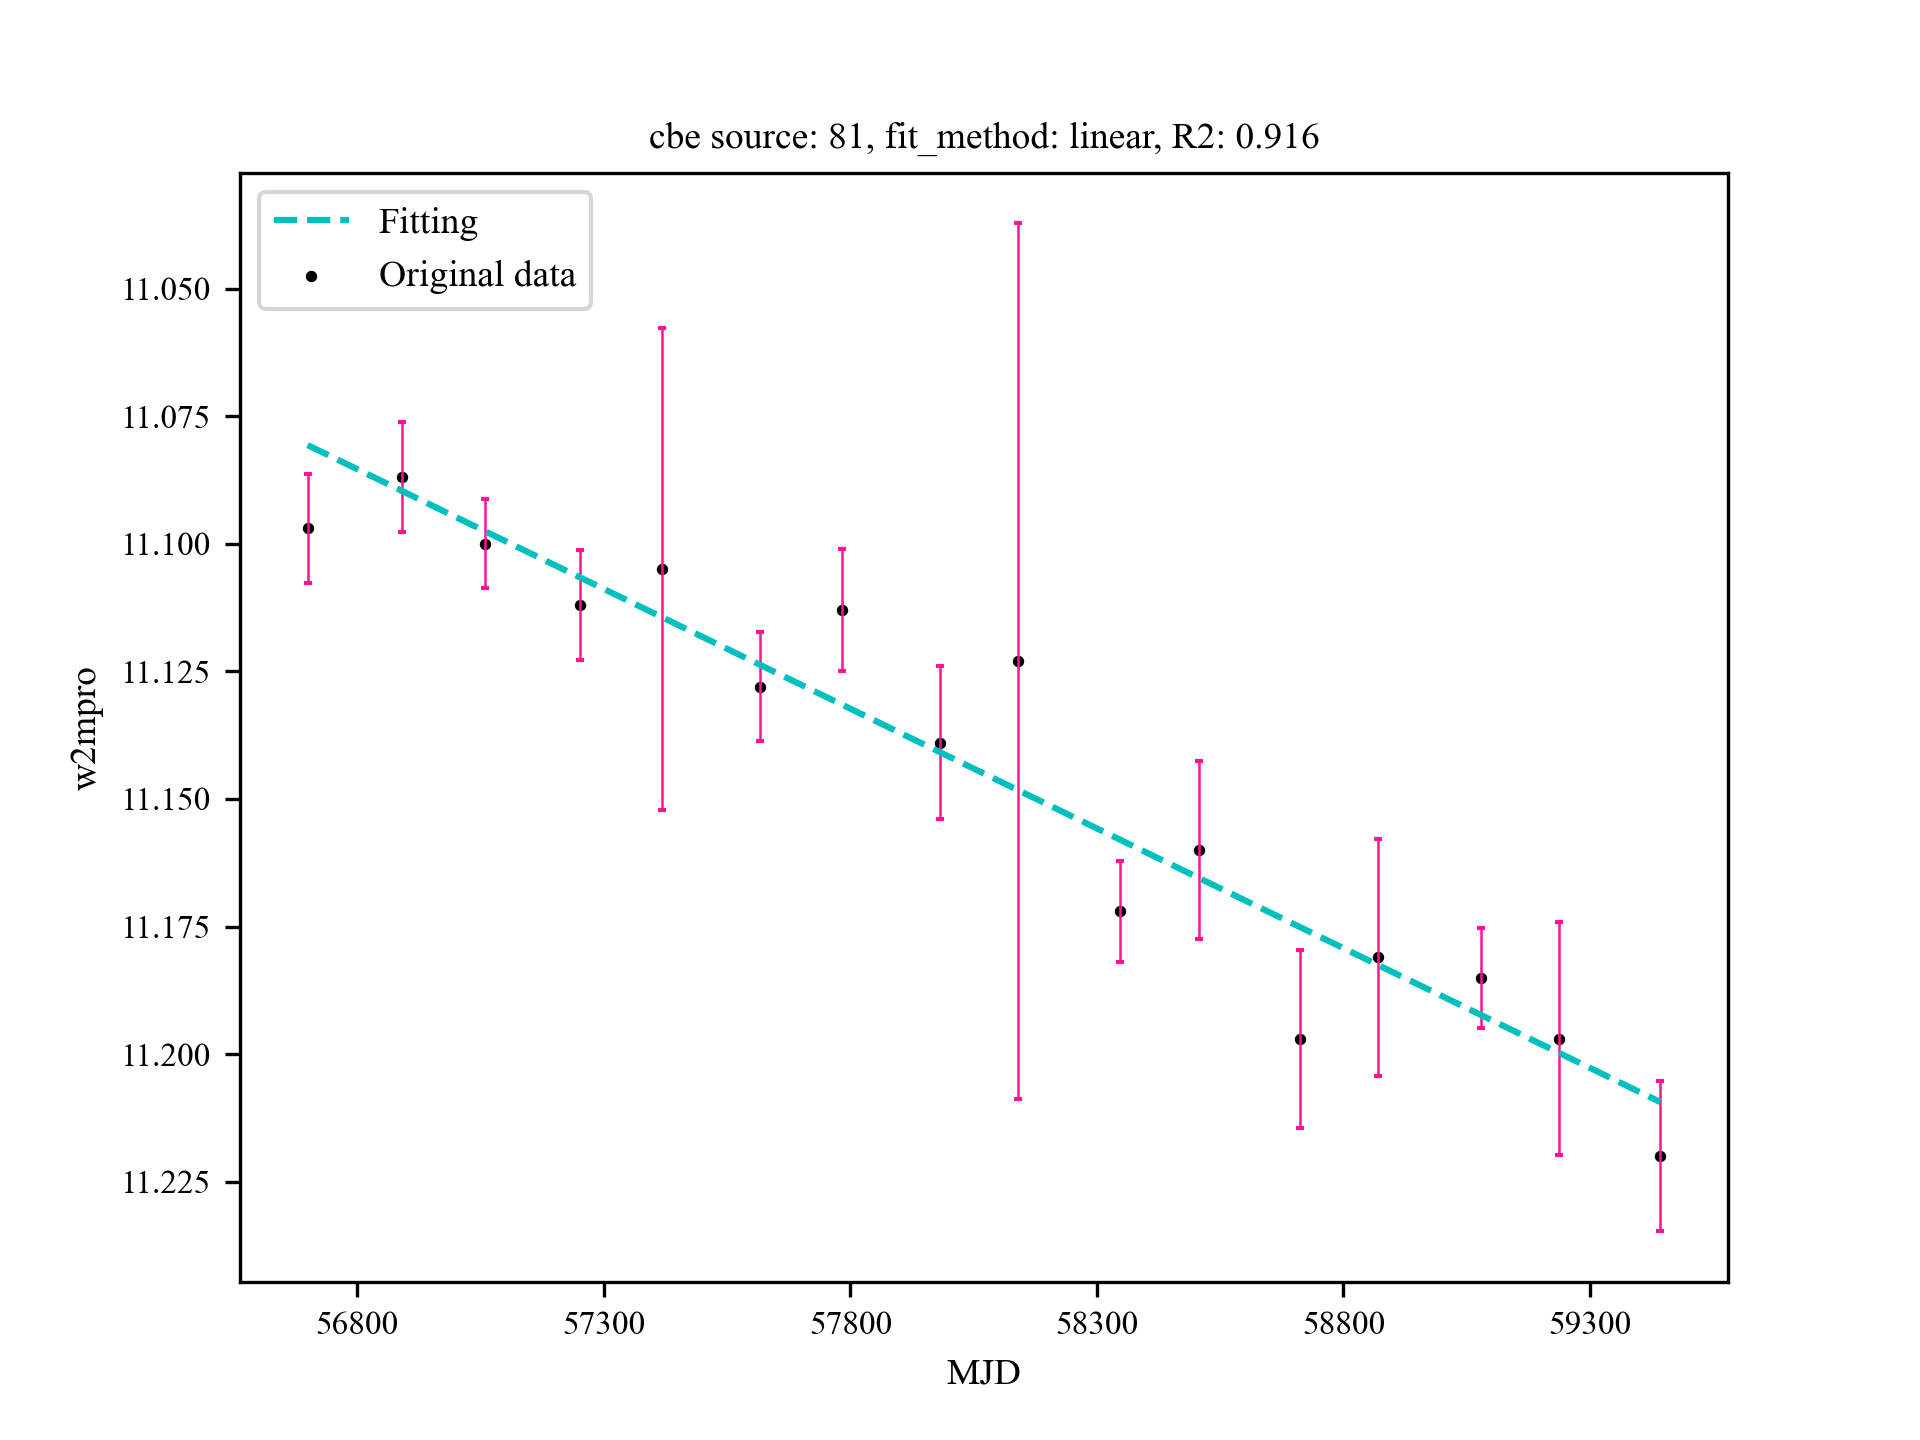 cbe source: 81, fit_method: linear, R2: 0.916
Fitting
Original data
11.050
11.075
11.100
11.125
11.150
11.175
11.200
11.225
w2mpro
56800 57300 57800 58300 58800 59300
MJD